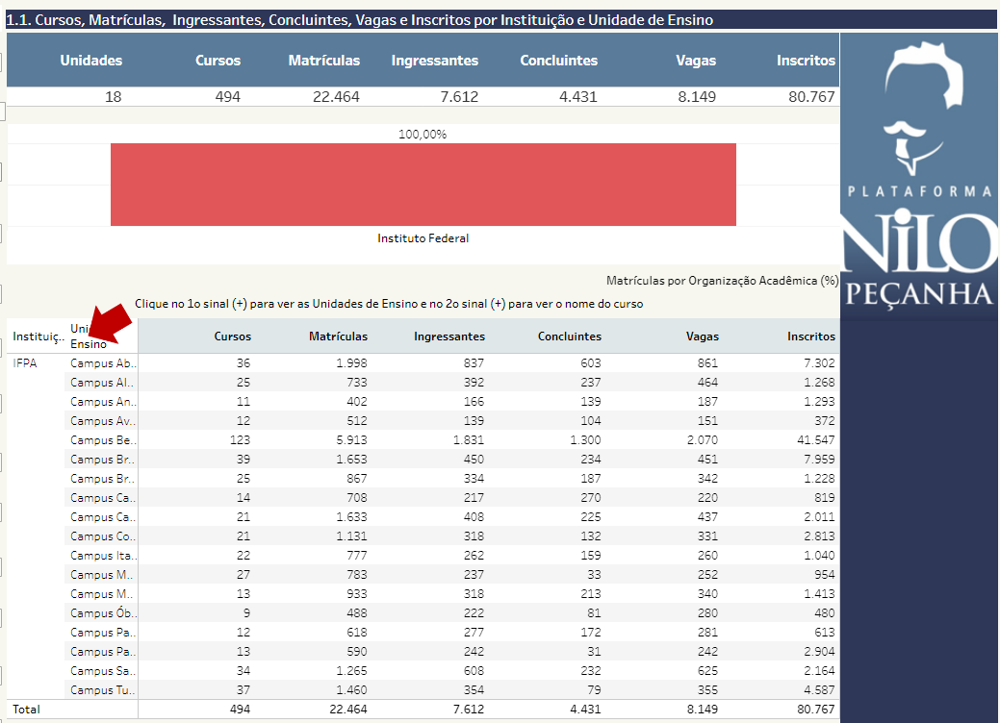 1.1. Cursos, Matrículas, Ingressantes, Concluintes, Vagas e Inscritos por Instituição e Unidade de Ensino
Unidades Cursos Matrículas Ingressantes Concluintes Vagas Inscritos
18 494 22.464 7.612 4.431 8.149 80.767
100,00%
Instituto Federal
PLATAFORMA
NILO
PEÇANHA
Matrículas por Organização Acadêmica (%)
Clique no 1o sinal (+) para ver as Unidades de Ensino e no 2o sinal (+) para ver o nome do curso
Instituiç.. Uni Ensino Cursos Matrículas Ingressantes Concluintes Vagas Inscritos
IFPA Campus Ab.. 36 1.998 837 603 861 7.302
Campus Al.. 25 733 392 237 464 1.268
Campus An.. 11 402 166 139 187 1.293
Campus Av.. 12 512 139 104 151 372
Campus Be.. 123 5.913 1.831 1.300 2.070 41.547
Campus Br.. 39 1.653 450 234 451 7.959
Campus Br.. 25 867 334 187 342 1.228
Campus Ca.. 14 708 217 270 220 819
Campus Ca.. 21 1.633 408 225 437 2.011
Campus Co.. 21 1.131 318 132 331 2.813
Campus Ita.. 22 777 262 159 260 1.040
Campus M.. 27 783 237 33 252 954
Campus M.. 13 933 318 213 340 1.413
Campus Ób.. 9 488 222 81 280 480
Campus Pa.. 12 618 277 172 281 613
Campus Pa.. 13 590 242 31 242 2.904
Campus Sa.. 34 1.265 608 232 625 2.164
Campus Tu.. 37 1.460 354 79 355 4.587
Total 494 22.464 7.612 4.431 8.149 80.767